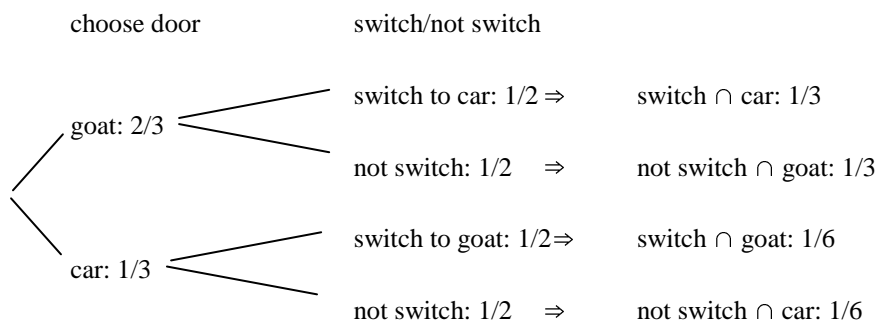 choose door switch/not switch
switch to car: 1/2 ⇒ switch ∩ car: 1/3
goat: 2/3
not switch: 1/2 ⇒ not switch ∩ goat: 1/3
switch to goat: 1/2⇒ switch ∩ goat: 1/6
car: 1/3
not switch: 1/2 ⇒ not switch ∩ car: 1/6